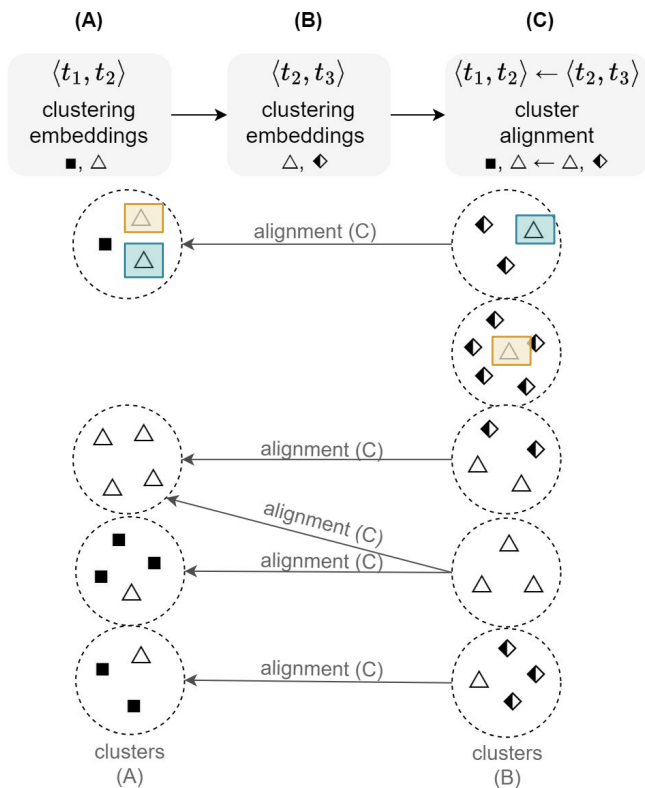 (A) (B) (C)
⟨t₁, t₂⟩ ⟨t₂, t₃⟩ ⟨t₁, t₂⟩ ← ⟨t₂, t₃⟩
clustering clustering cluster
embeddings embeddings alignment
■, △ △, ⬖ ■, △ ← △, ⬖
alignment (C)
alignment (C)
alignment (C)
alignment (C)
alignment (C)
clusters clusters
(A) (B)